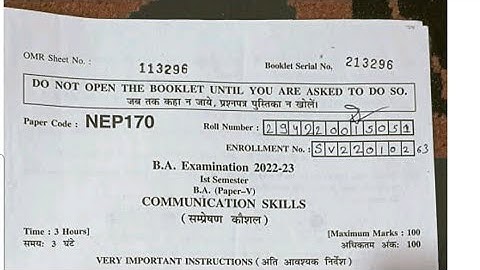 OMR Sheet No. : 113296 Booklet Serial No. 213296
DO NOT OPEN THE BOOKLET UNTIL YOU ARE ASKED TO DO SO.
जब तक कहा न जाये, प्रश्नपत्र पुस्तिका न खोलें।
Paper Code : NEP170
Roll Number : 294220015051
ENROLLMENT No. : SV22010263
B.A. Examination 2022-23
Ist Semester
B.A. (Paper-V)
COMMUNICATION SKILLS
(सम्प्रेषण कौशल)
Time : 3 Hours] [Maximum Marks : 100
समय: 3 घंटे अधिकतम अंक: 100
VERY IMPORTANT INSTRUCTIONS (अति आवश्यक निर्देश)